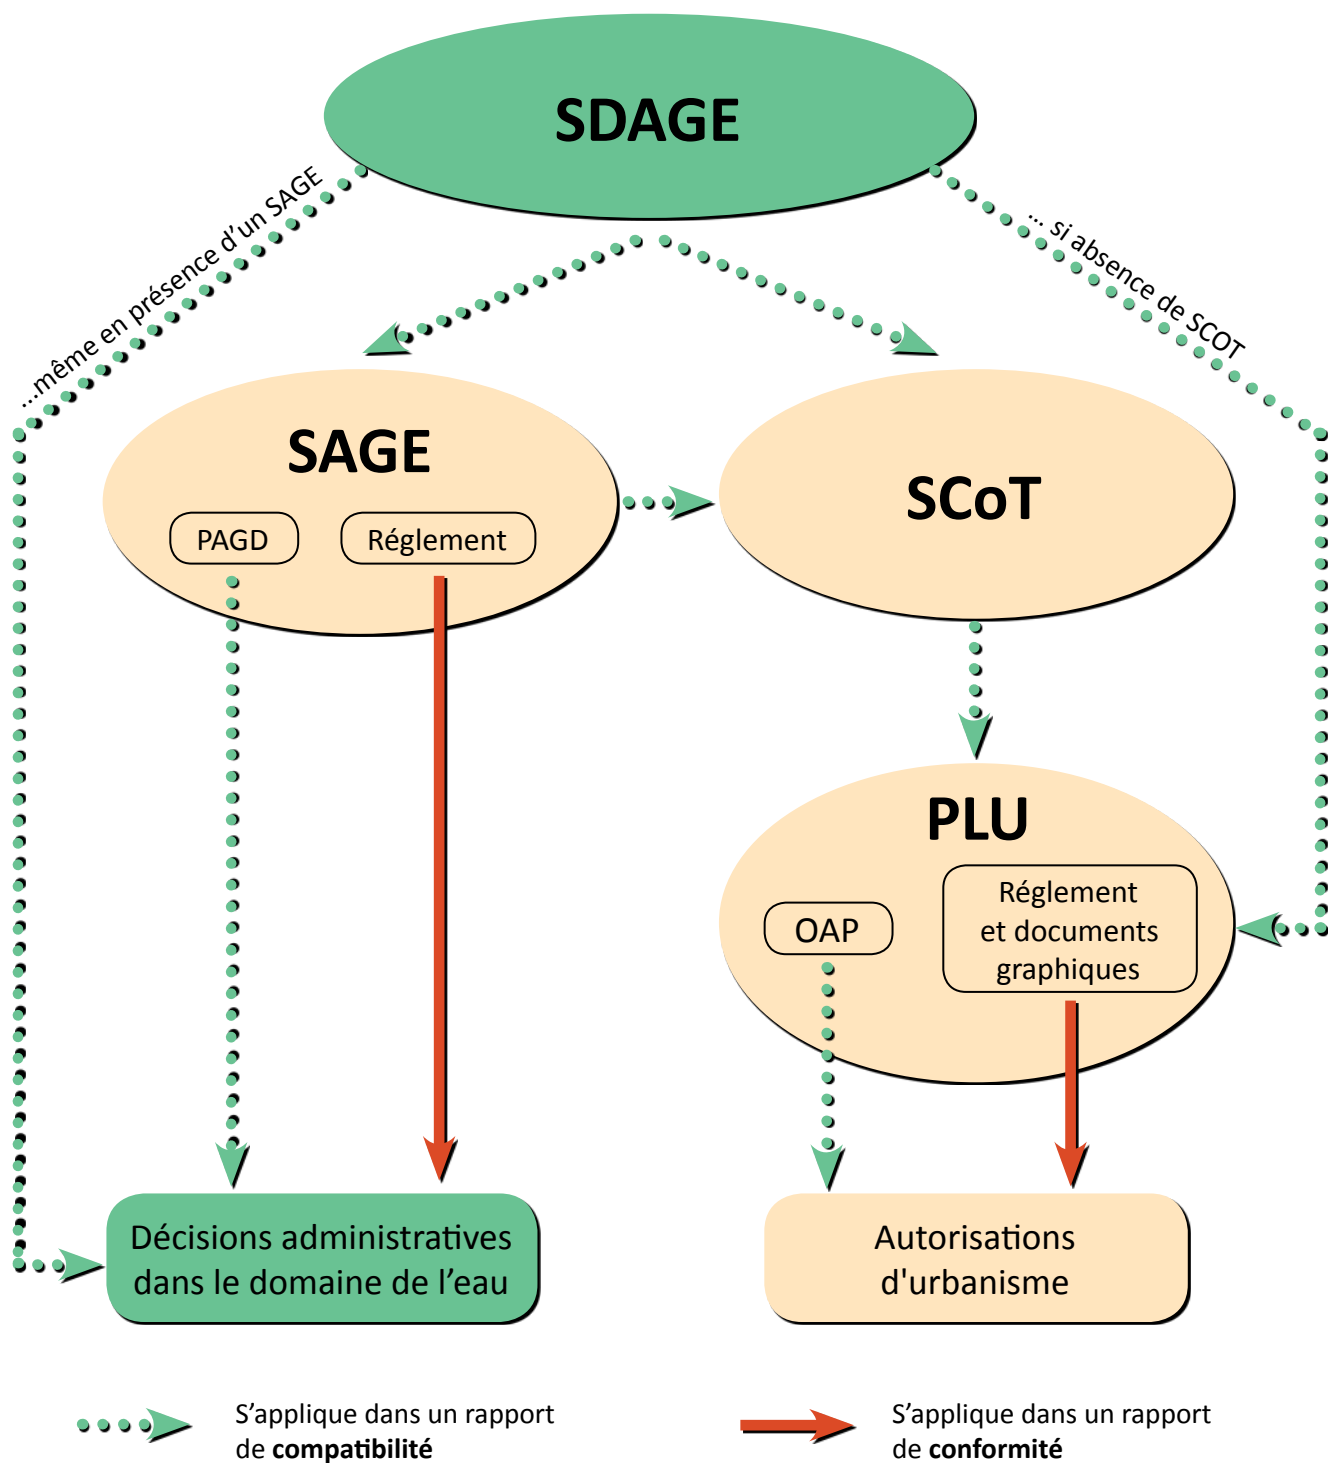 SDAGE
...même en présence d’un SAGE
... si absence de SCOT
SAGE
PAGD
Réglement
SCoT
PLU
OAP
Réglement
et documents
graphiques
Décisions administratives
dans le domaine de l’eau
Autorisations
d'urbanisme
S’applique dans un rapport
de compatibilité
S’applique dans un rapport
de conformité